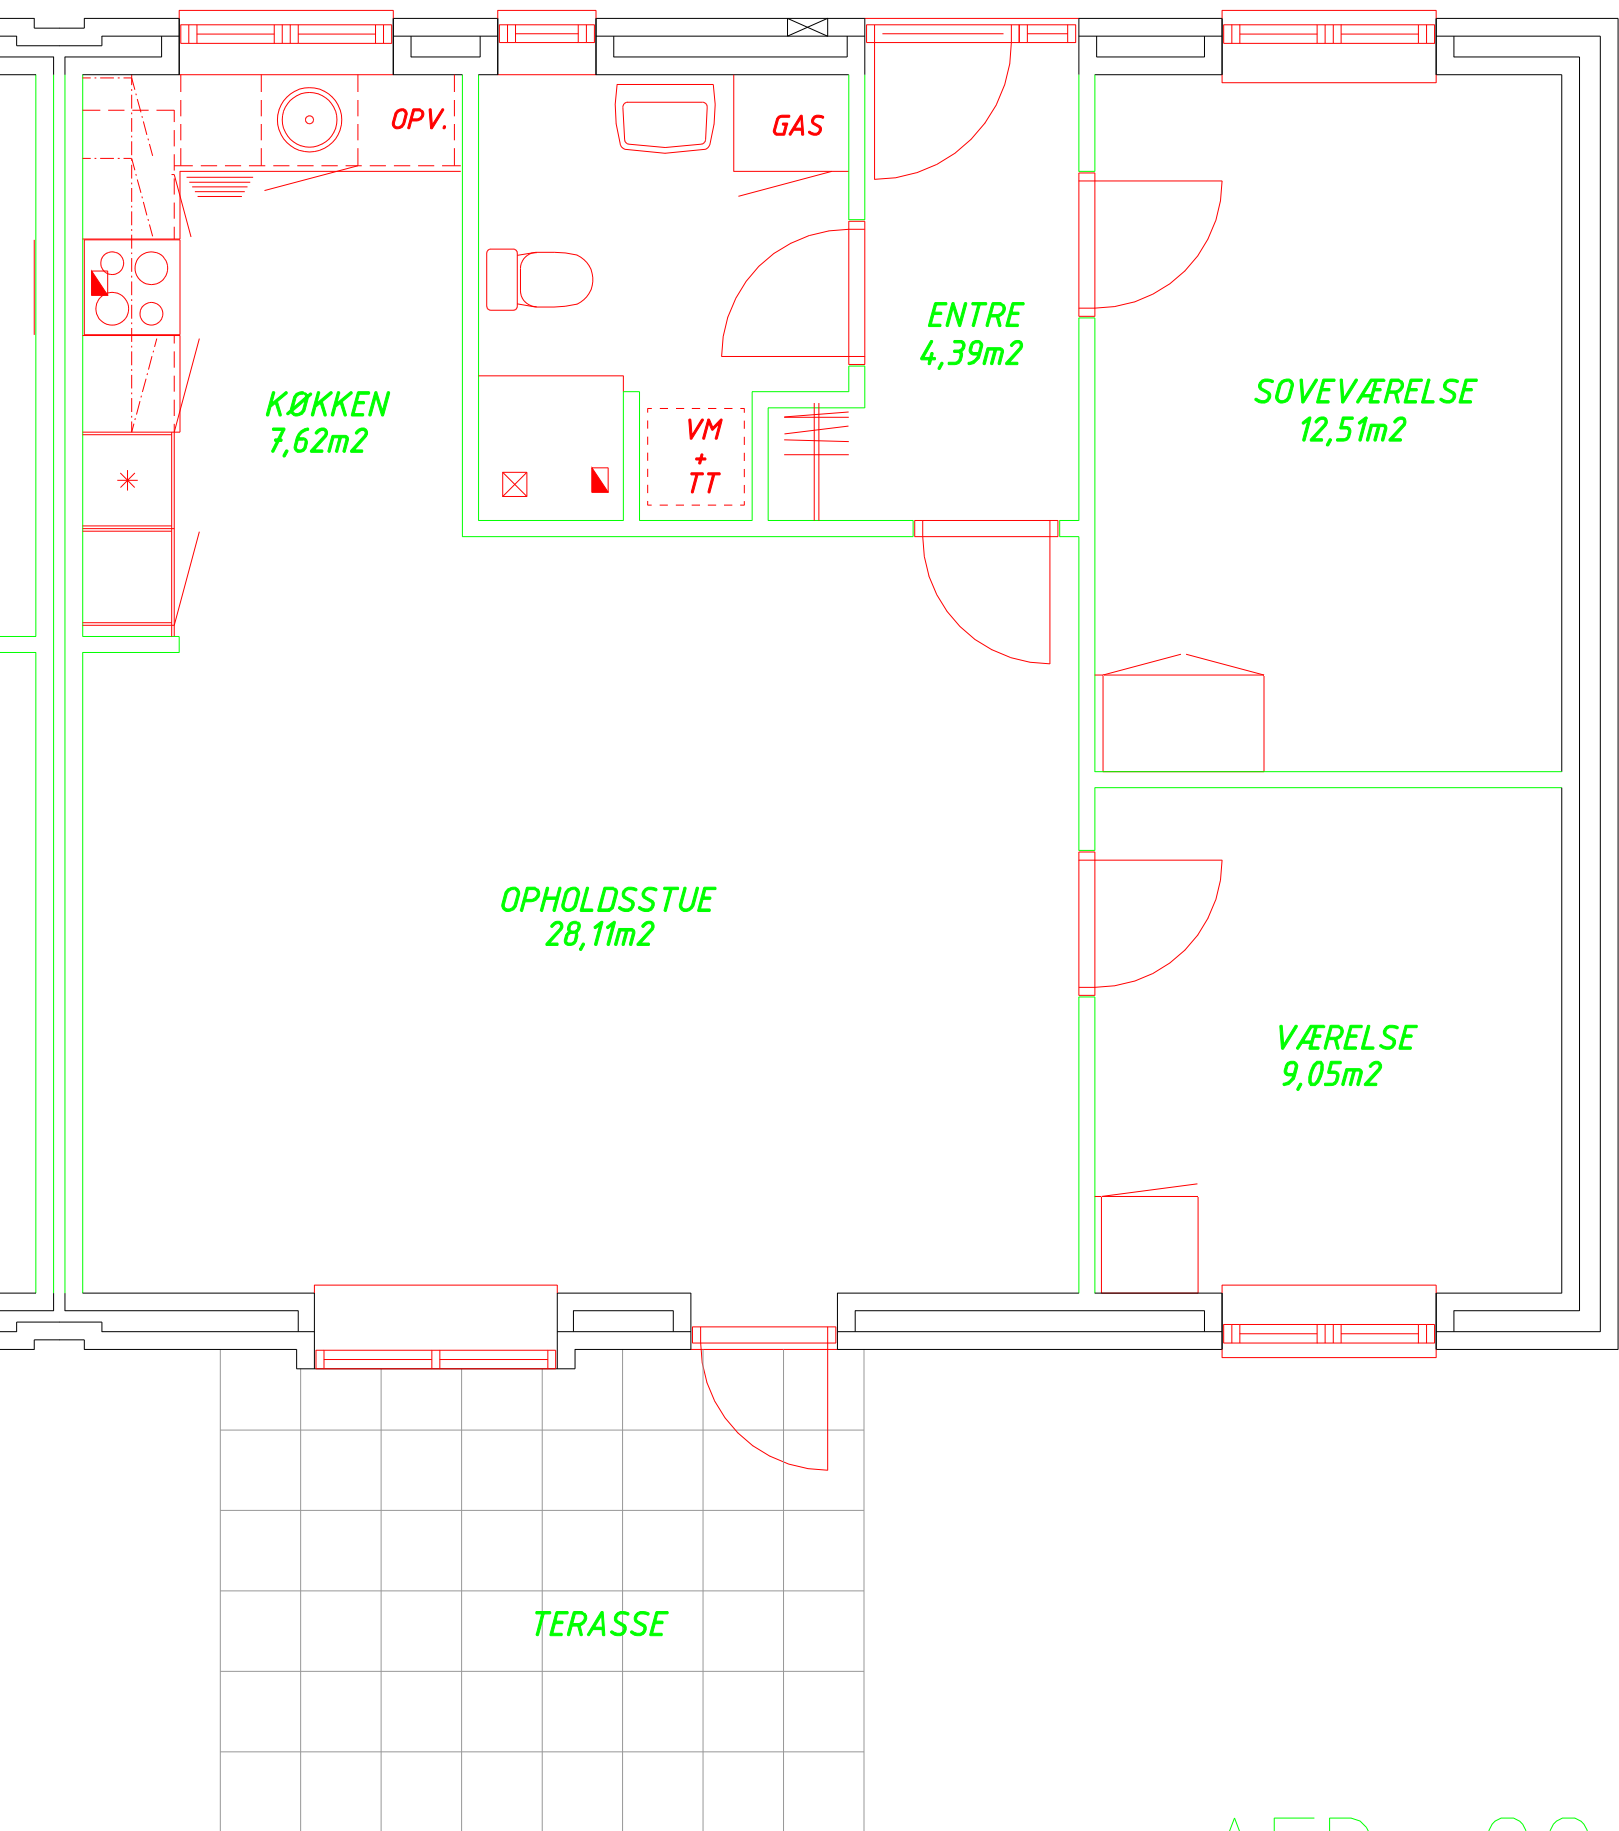 OPV.
GAS
ENTRE
4,39m2
KØKKEN
7,62m2
SOVEVÆRELSE
12,51m2
VM
+
TT
OPHOLDSSTUE
28,11m2
VÆRELSE
9,05m2
TERASSE